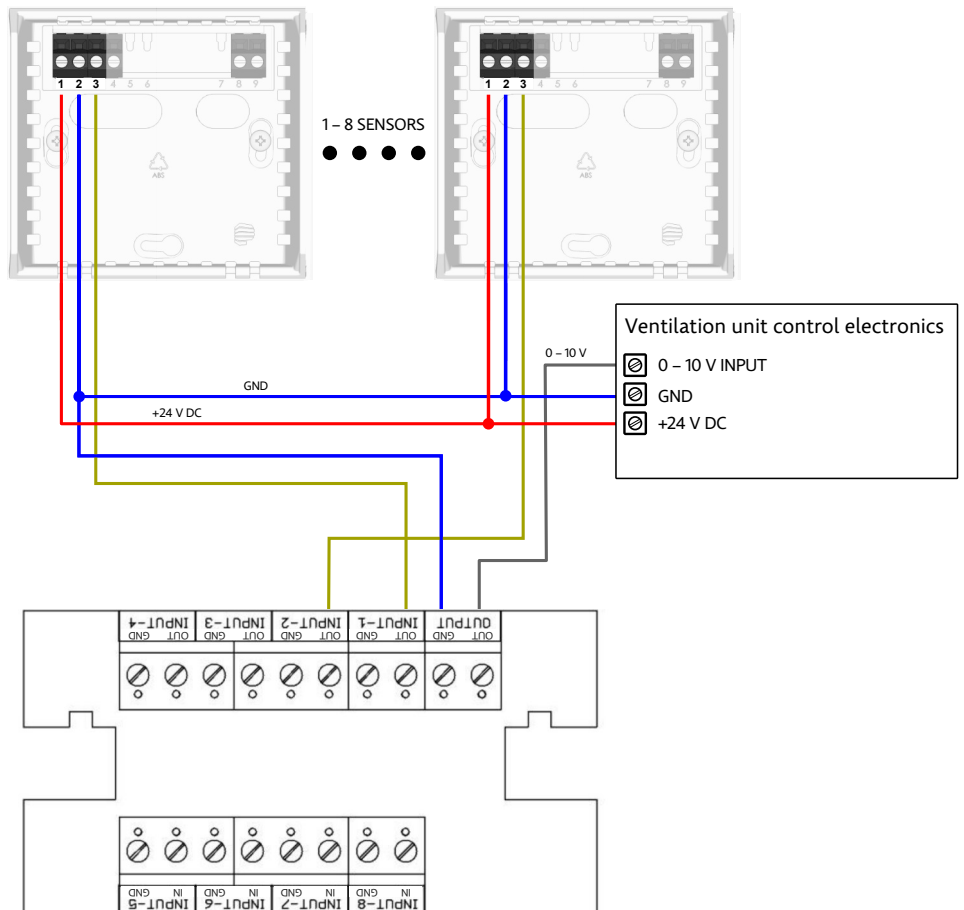 1 2 3 4 5 6 7 8 9
1 2 3 4 5 6 7 8 9
1 – 8 SENSORS
ABS
ABS
Ventilation unit control electronics
0 – 10 V
0 – 10 V INPUT
GND
GND
+24 V DC
+24 V DC
INPUT-4 INPUT-3 INPUT-2 INPUT-1 OUTPUT
GND OUT GND OUT GND OUT GND OUT GND OUT
GND IN GND IN GND IN GND IN
INPUT-5 INPUT-6 INPUT-7 INPUT-8